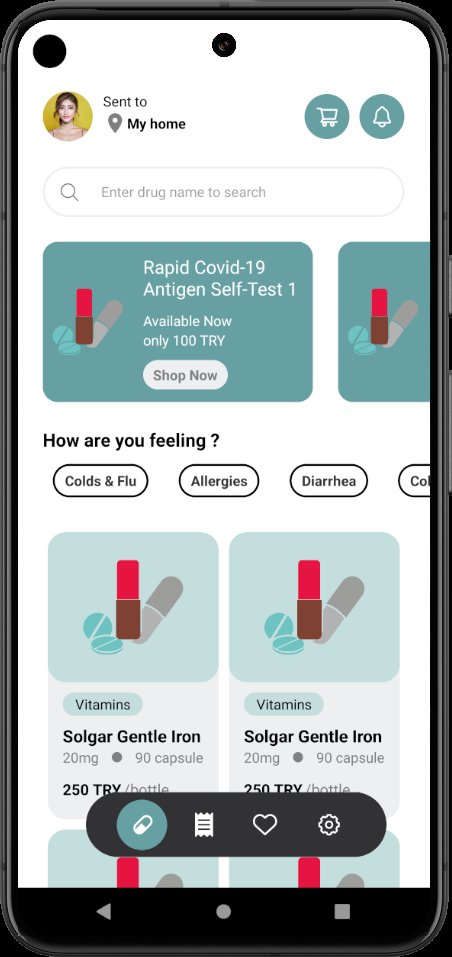 Sent to
My home
Enter drug name to search
Rapid Covid-19
Antigen Self-Test 1
Available Now
only 100 TRY
Shop Now
How are you feeling ?
Colds & Flu
Allergies
Diarrhea
Vitamins
Solgar Gentle Iron
20mg
90 capsule
250 TRY /bottle
Vitamins
Solgar Gentle Iron
20mg
90 capsule
250 TRY /bottle